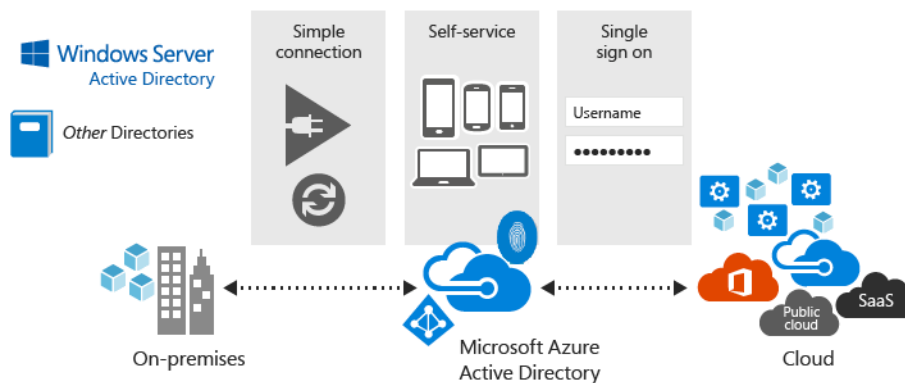 Simple
connection
Self-service
Single
sign on
Windows Server
Active Directory
Other Directories
Username
•••••••••
On-premises
Microsoft Azure
Active Directory
Public
cloud
SaaS
Cloud